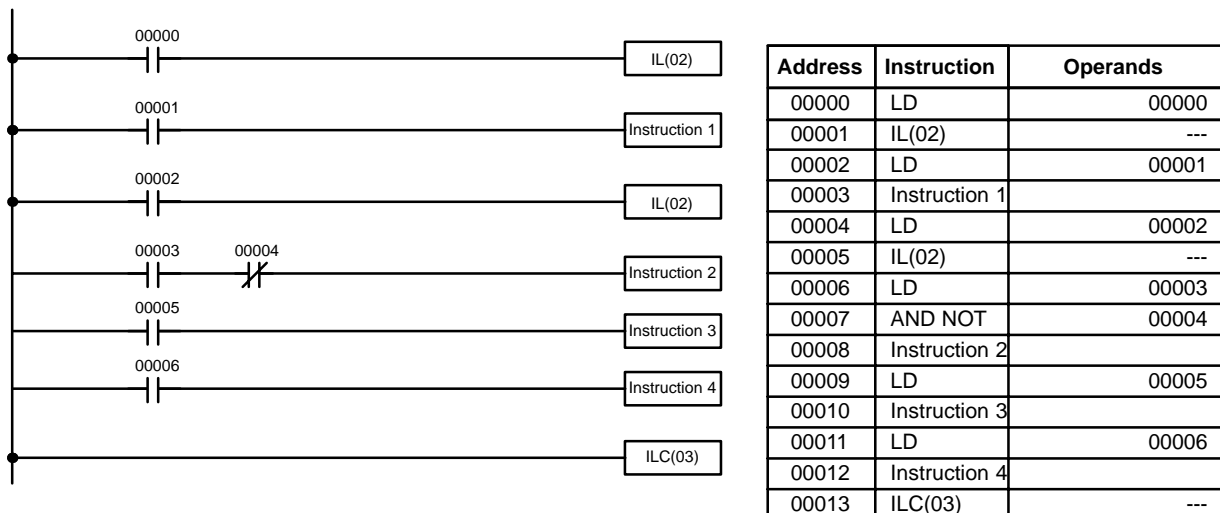 00000
IL(02)
00001
Instruction 1
00002
IL(02)
00003 00004
Instruction 2
00005
Instruction 3
00006
Instruction 4
ILC(03)
Address Instruction Operands
00000 LD 00000
00001 IL(02) ---
00002 LD 00001
00003 Instruction 1
00004 LD 00002
00005 IL(02) ---
00006 LD 00003
00007 AND NOT 00004
00008 Instruction 2
00009 LD 00005
00010 Instruction 3
00011 LD 00006
00012 Instruction 4
00013 ILC(03) ---